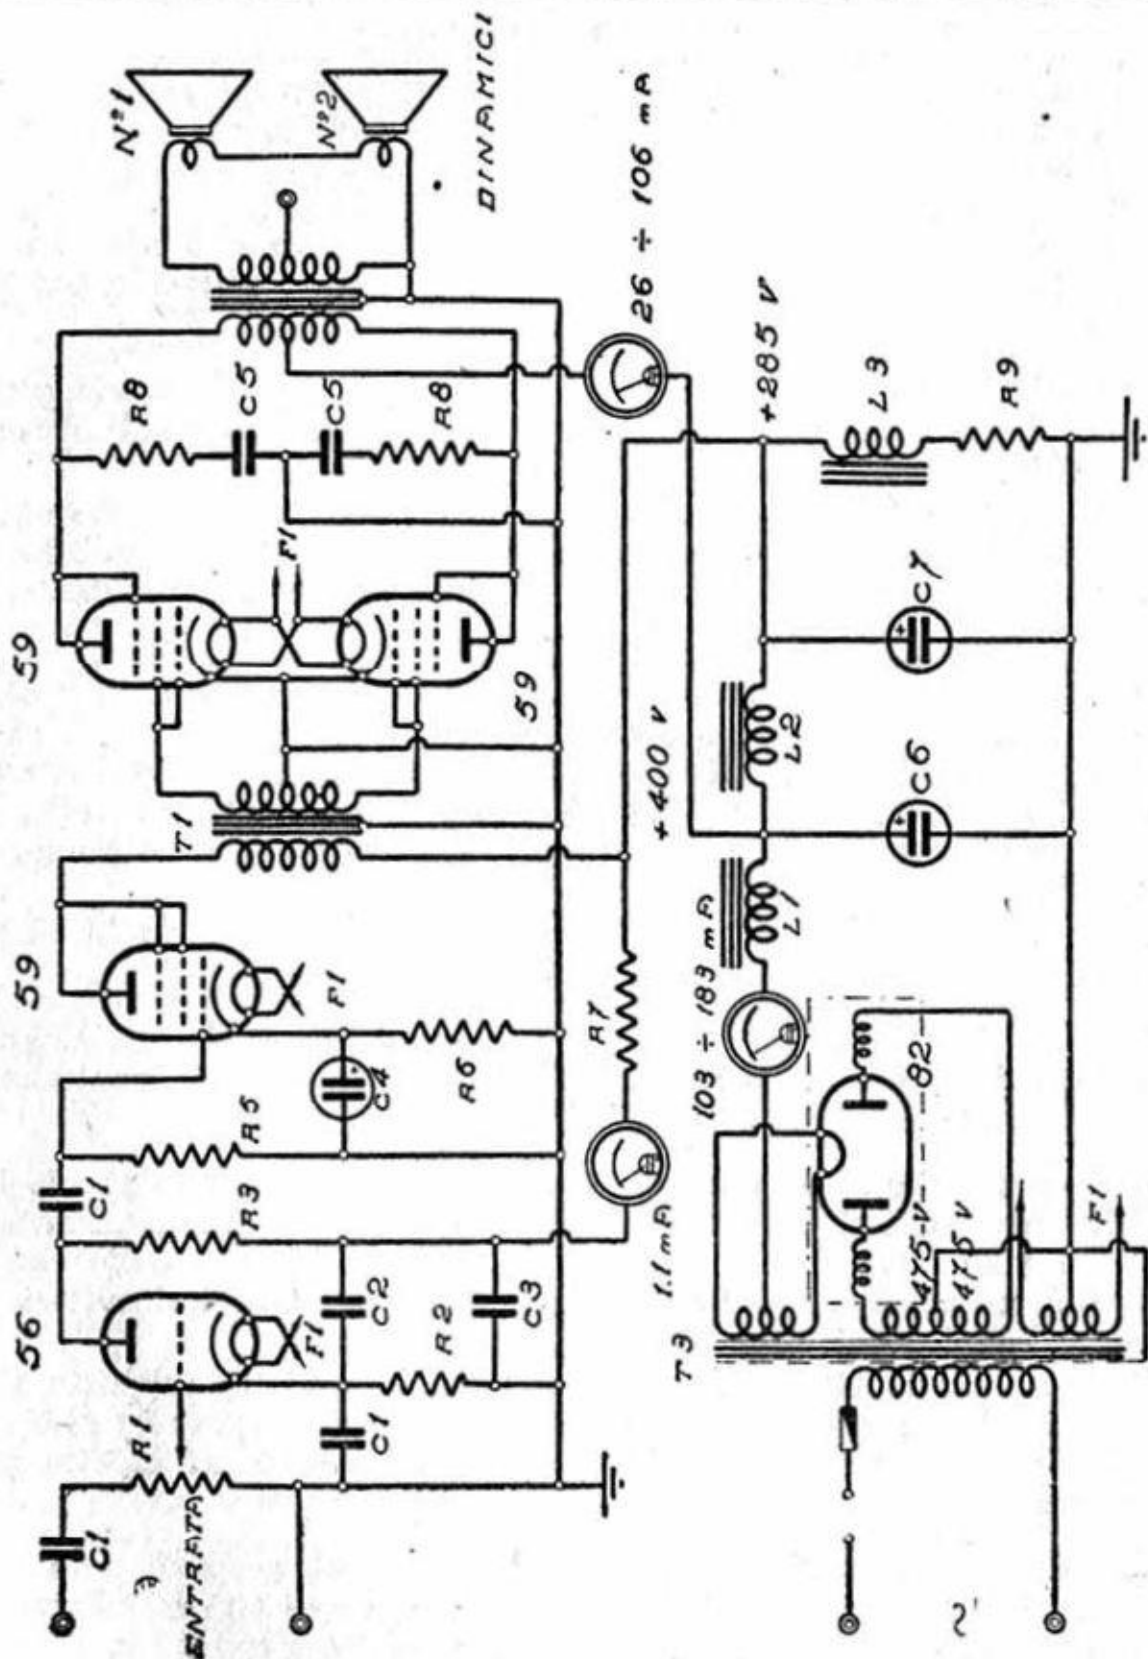 C1
ENTRATA
R1
56
F1
C1
C2
R2
C3
R3
C1
R5
59
F1
C4
R6
T1
59
59
F1
R8
C5
C5
R8
N°1
N°2
DINAMICI
1.1 mA
R7
+400 V
26 ÷ 106 mA
T3
475 V
475 V
F1
82
103 ÷ 183 mA
L1
L2
C6
C7
+285 V
L3
R9